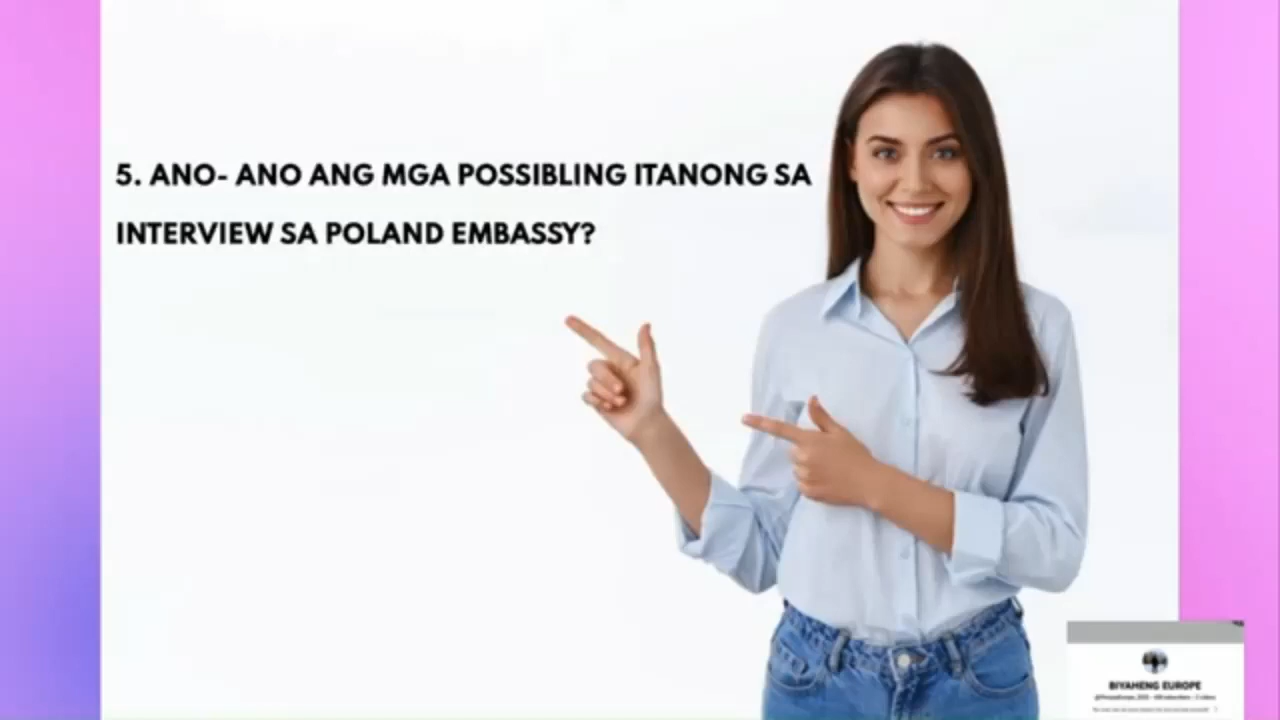 5. ANO- ANO ANG MGA POSSIBLING ITANONG SA
INTERVIEW SA POLAND EMBASSY?
BIYAHENG EUROPE